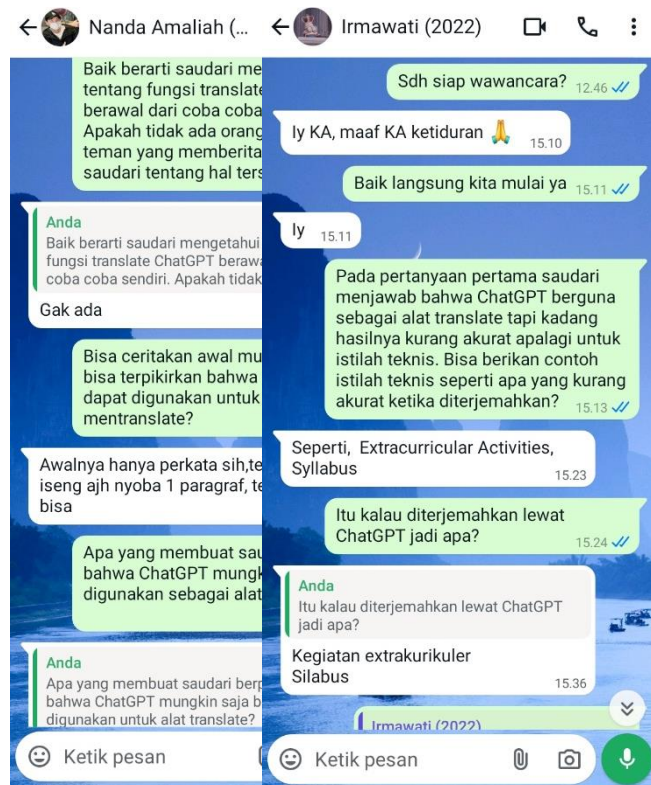 Nanda Amaliah (...
Baik berarti saudari me
tentang fungsi translate
berawal dari coba coba
Apakah tidak ada orang
teman yang memberita
saudari tentang hal ters
Anda
Baik berarti saudari mengetahui
fungsi translate ChatGPT berawa
coba coba sendiri. Apakah tidak
Gak ada
Bisa ceritakan awal mu
bisa terpikirkan bahwa
dapat digunakan untuk
mentranslate?
Awalnya hanya perkata sih,te
iseng ajh nyoba 1 paragraf, te
bisa
Apa yang membuat sau
bahwa ChatGPT mungk
digunakan sebagai alat
Anda
Apa yang membuat saudari berp
bahwa ChatGPT mungkin saja b
digunakan untuk alat translate?
Ketik pesan
Irmawati (2022)
Sdh siap wawancara? 12.46
Iy KA, maaf KA ketiduran 🙏 15.10
Baik langsung kita mulai ya 15.11
Iy 15.11
Pada pertanyaan pertama saudari
menjawab bahwa ChatGPT berguna
sebagai alat translate tapi kadang
hasilnya kurang akurat apalagi untuk
istilah teknis. Bisa berikan contoh
istilah teknis seperti apa yang kurang
akurat ketika diterjemahkan? 15.13
Seperti, Extracurricular Activities,
Syllabus 15.23
Itu kalau diterjemahkan lewat
ChatGPT jadi apa? 15.24
Anda
Itu kalau diterjemahkan lewat ChatGPT
jadi apa?
Kegiatan extrakurikuler
Silabus 15.36
Irmawati (2022)
Ketik pesan